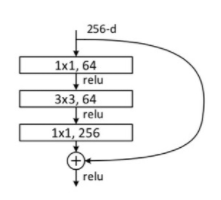 256-d
1x1, 64
relu
3x3, 64
relu
1x1, 256
+
relu